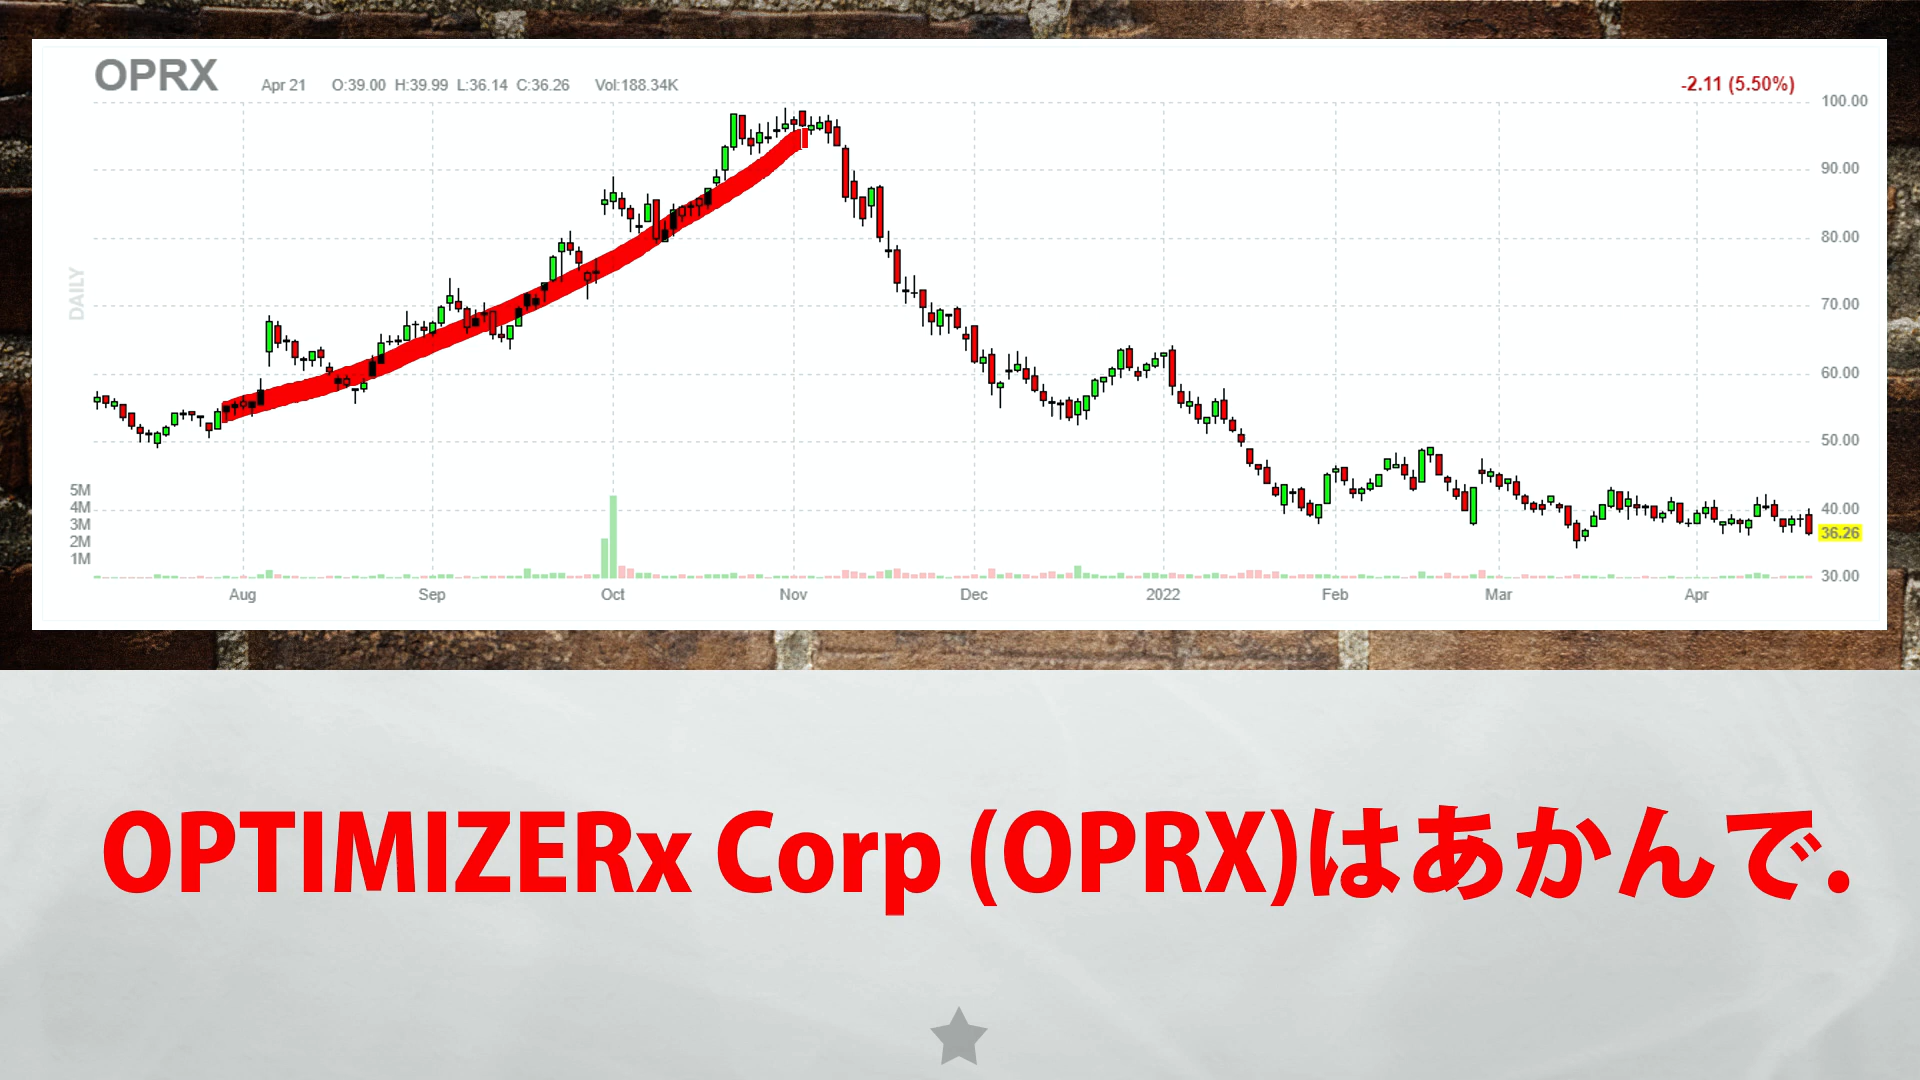 OPRX Apr 21 O:39.00 H:39.99 L:36.14 C:36.26 Vol:188.34K -2.11 (5.50%)
100.00
90.00
80.00
DAILY
70.00
60.00
50.00
5M
4M
40.00
3M
36.26
2M
1M
30.00
Aug Sep Oct Nov Dec 2022 Feb Mar Apr
OPTIMIZERx Corp (OPRX)はあかんで.